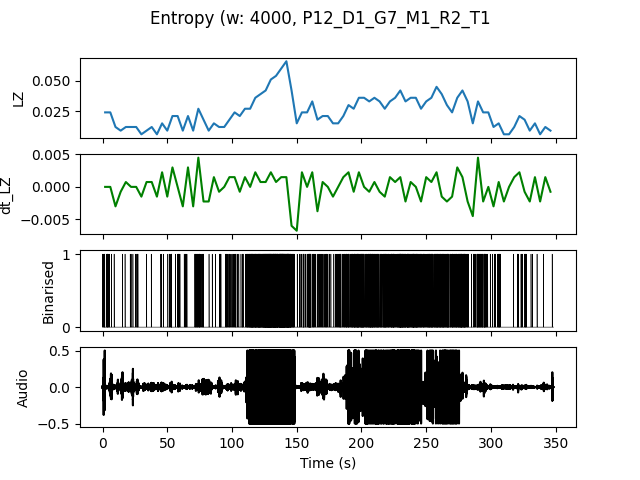 Entropy (w: 4000, P12_D1_G7_M1_R2_T1
LZ
0.050
0.025
dt_LZ
0.005
0.000
−0.005
Binarised
1
0
Audio
0.5
0.0
−0.5
0 50 100 150 200 250 300 350
Time (s)